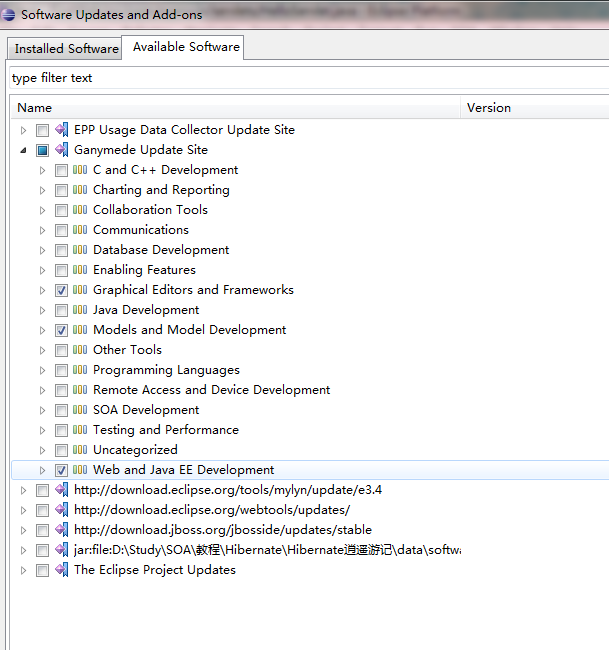 Software Updates and Add-ons
Installed Software Available Software
type filter text
Name Version
EPP Usage Data Collector Update Site
Ganymede Update Site
C and C++ Development
Charting and Reporting
Collaboration Tools
Communications
Database Development
Enabling Features
Graphical Editors and Frameworks
Java Development
Models and Model Development
Other Tools
Programming Languages
Remote Access and Device Development
SOA Development
Testing and Performance
Uncategorized
Web and Java EE Development
http://download.eclipse.org/tools/mylyn/update/e3.4
http://download.eclipse.org/webtools/updates/
http://download.jboss.org/jbosside/updates/stable
jar:file:D:\Study\SOA\教程\Hibernate\Hibernate逍遥游记\data\softwa
The Eclipse Project Updates